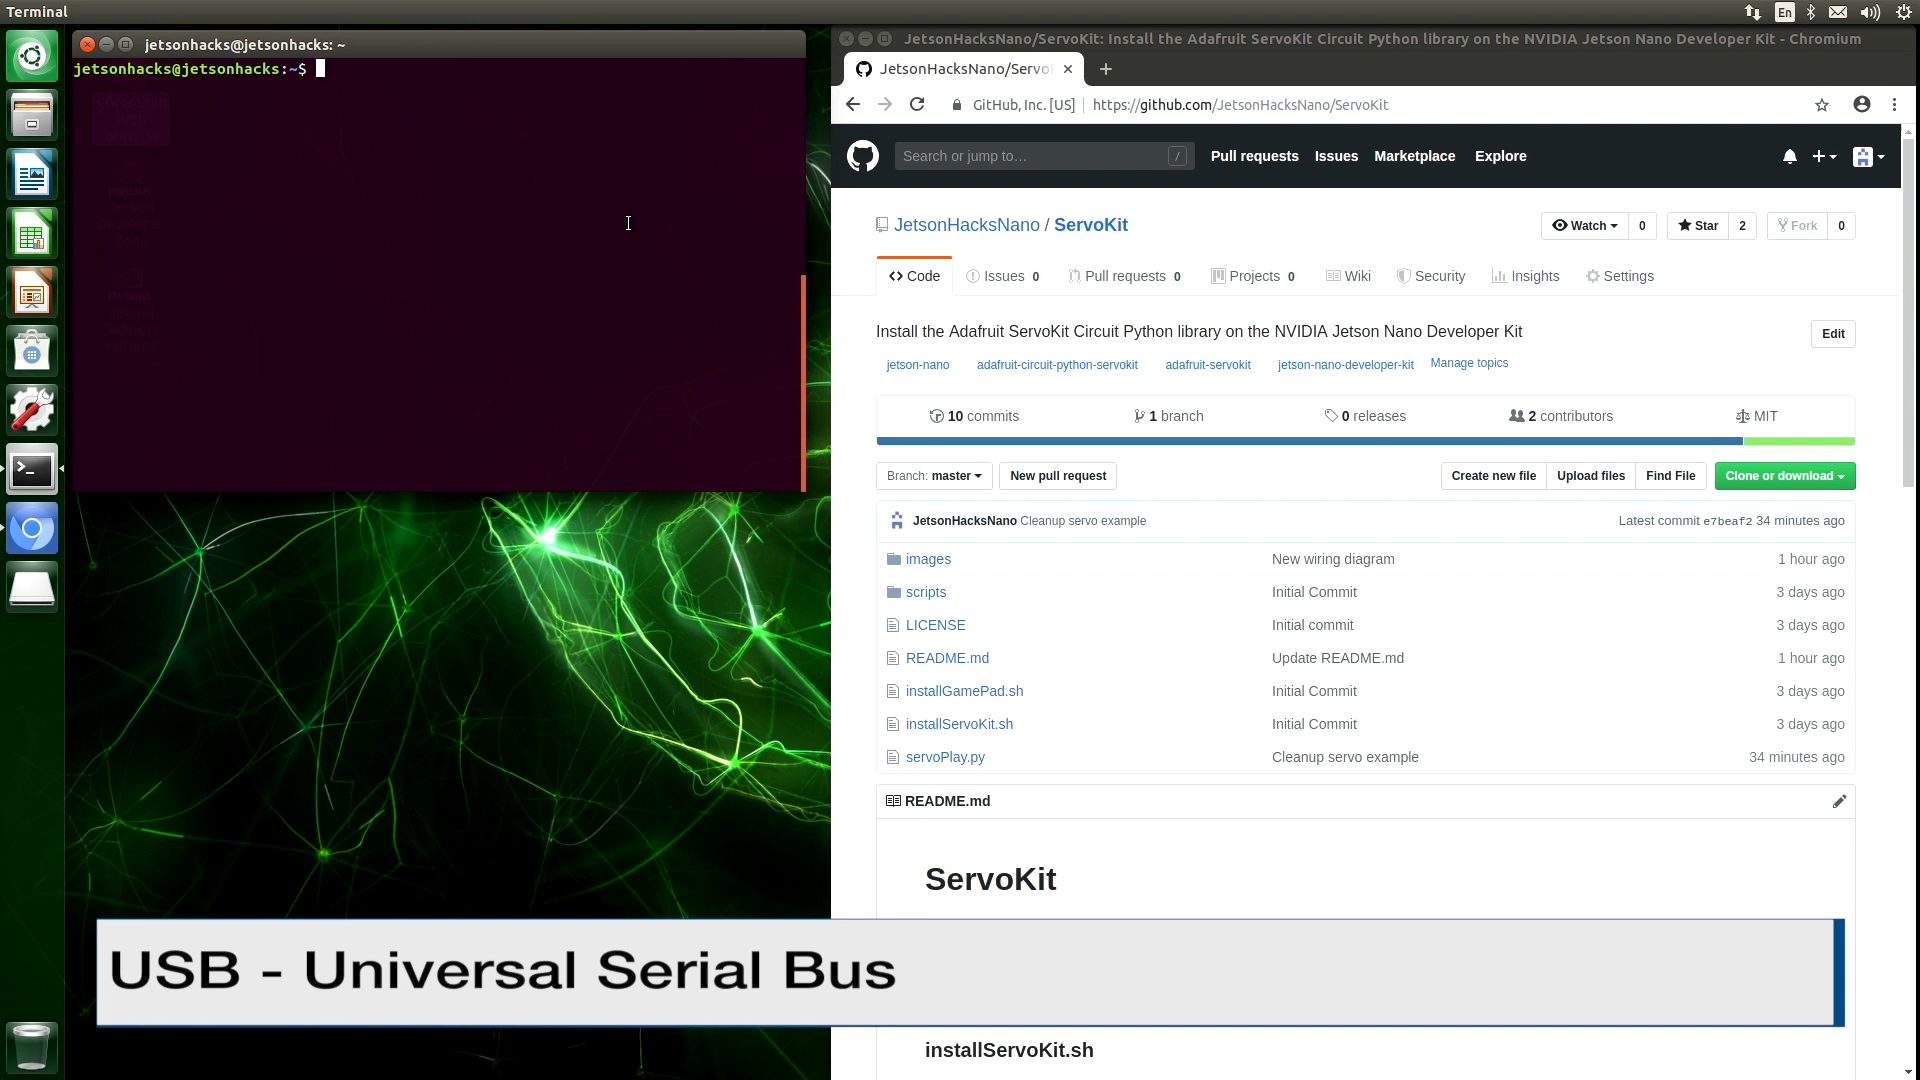 Terminal
En
jetsonhacks@jetsonhacks: ~
jetsonhacks@jetsonhacks:~$
NVIDIA
Jetson
Developer
Zone
NVIDIA
Jetson
Support
Forums
JetsonHacksNano/ServoKit: Install the Adafruit ServoKit Circuit Python library on the NVIDIA Jetson Nano Developer Kit - Chromium
JetsonHacksNano/Servo
GitHub, Inc. [US] https://github.com/JetsonHacksNano/ServoKit
Search or jump to… / Pull requests Issues Marketplace Explore
JetsonHacksNano / ServoKit Watch 0 Star 2 Fork 0
Code Issues 0 Pull requests 0 Projects 0 Wiki Security Insights Settings
Install the Adafruit ServoKit Circuit Python library on the NVIDIA Jetson Nano Developer Kit Edit
jetson-nano adafruit-circuit-python-servokit adafruit-servokit jetson-nano-developer-kit Manage topics
10 commits 1 branch 0 releases 2 contributors MIT
Branch: master New pull request Create new file Upload files Find File Clone or download
JetsonHacksNano Cleanup servo example Latest commit e7beaf2 34 minutes ago
images New wiring diagram 1 hour ago
scripts Initial Commit 3 days ago
LICENSE Initial commit 3 days ago
README.md Update README.md 1 hour ago
installGamePad.sh Initial Commit 3 days ago
installServoKit.sh Initial Commit 3 days ago
servoPlay.py Cleanup servo example 34 minutes ago
README.md
ServoKit
USB - Universal Serial Bus
installServoKit.sh